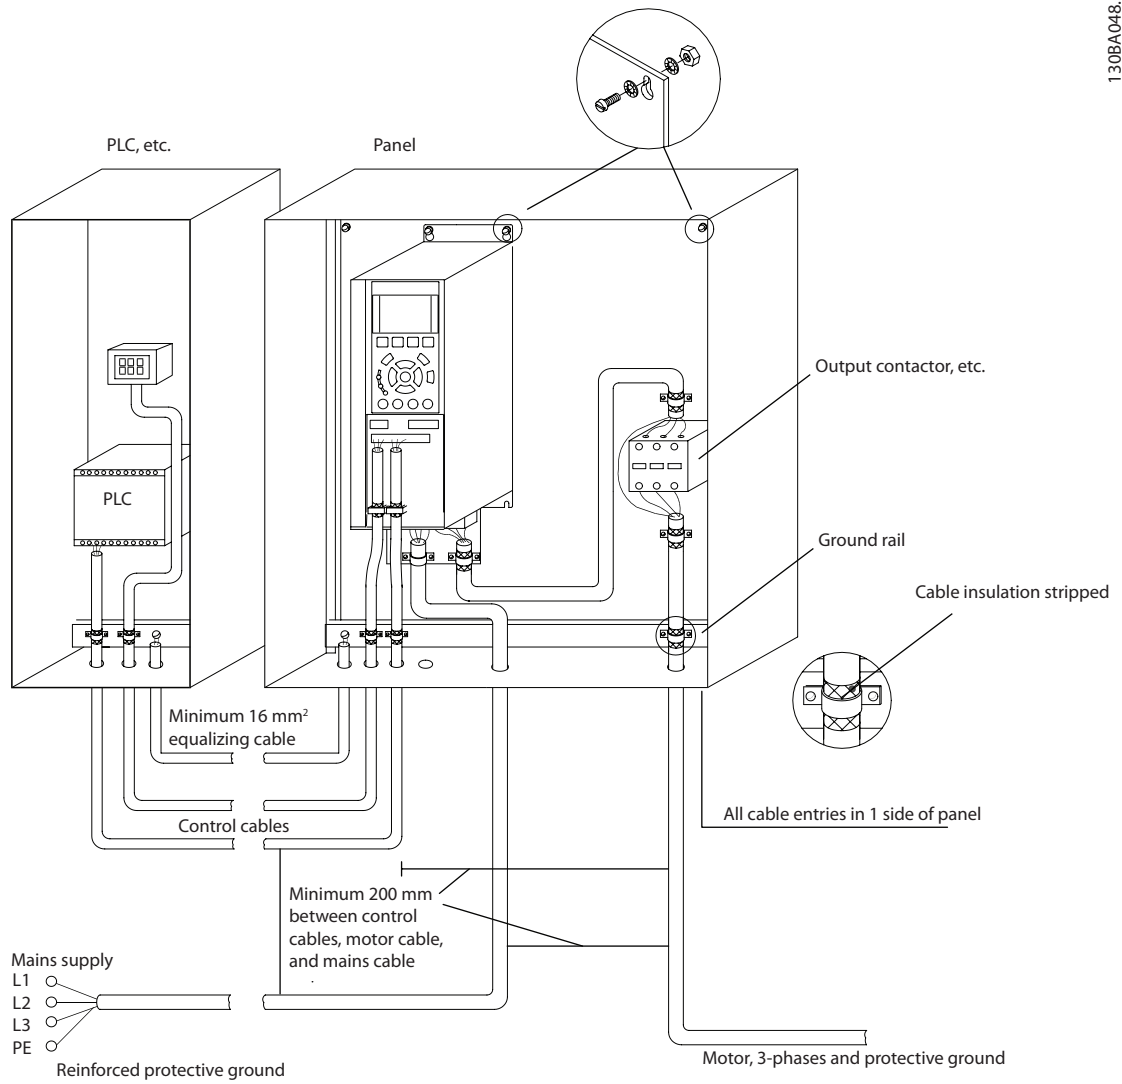 130BA048.
PLC, etc.
Panel
Output contactor, etc.
PLC
Ground rail
Cable insulation stripped
Minimum 16 mm²
equalizing cable
All cable entries in 1 side of panel
Control cables
Minimum 200 mm
between control
cables, motor cable,
and mains cable
Mains supply
L1
L2
L3
PE
Reinforced protective ground
Motor, 3-phases and protective ground